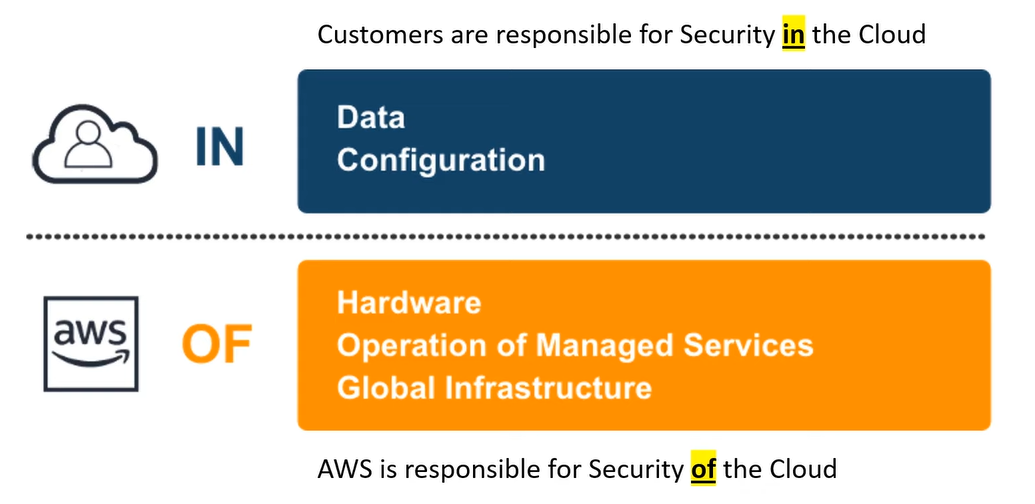 Customers are responsible for Security in the Cloud
IN
Data
Configuration
aws
OF
Hardware
Operation of Managed Services
Global Infrastructure
AWS is responsible for Security of the Cloud